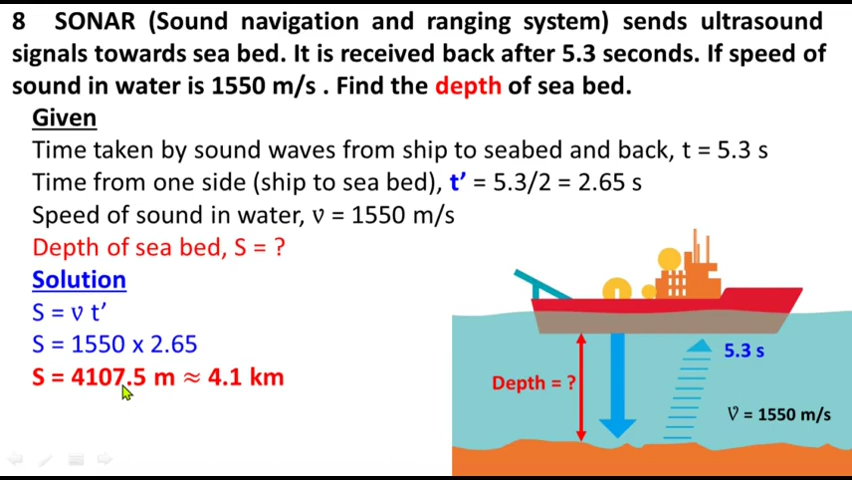 8 SONAR (Sound navigation and ranging system) sends ultrasound
signals towards sea bed. It is received back after 5.3 seconds. If speed of
sound in water is 1550 m/s . Find the depth of sea bed.
Given
Time taken by sound waves from ship to seabed and back, t = 5.3 s
Time from one side (ship to sea bed), t’ = 5.3/2 = 2.65 s
Speed of sound in water, ν = 1550 m/s
Depth of sea bed, S = ?
Solution
S = ν t’
S = 1550 x 2.65
S = 4107.5 m ≈ 4.1 km
5.3 s
Depth = ?
ν = 1550 m/s